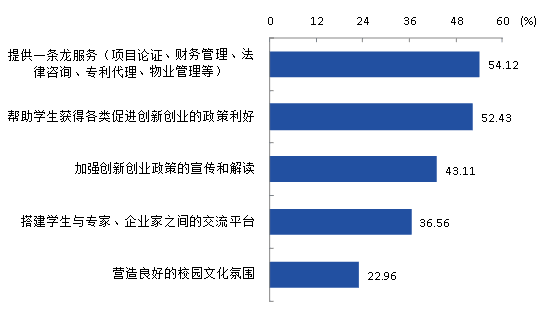 0 12 24 36 48 60 (%)
提供一条龙服务（项目论证、财务管理、法
律咨询、专利代理、物业管理等） 54.12
帮助学生获得各类促进创新创业的政策利好 52.43
加强创新创业政策的宣传和解读 43.11
搭建学生与专家、企业家之间的交流平台 36.56
营造良好的校园文化氛围 22.96